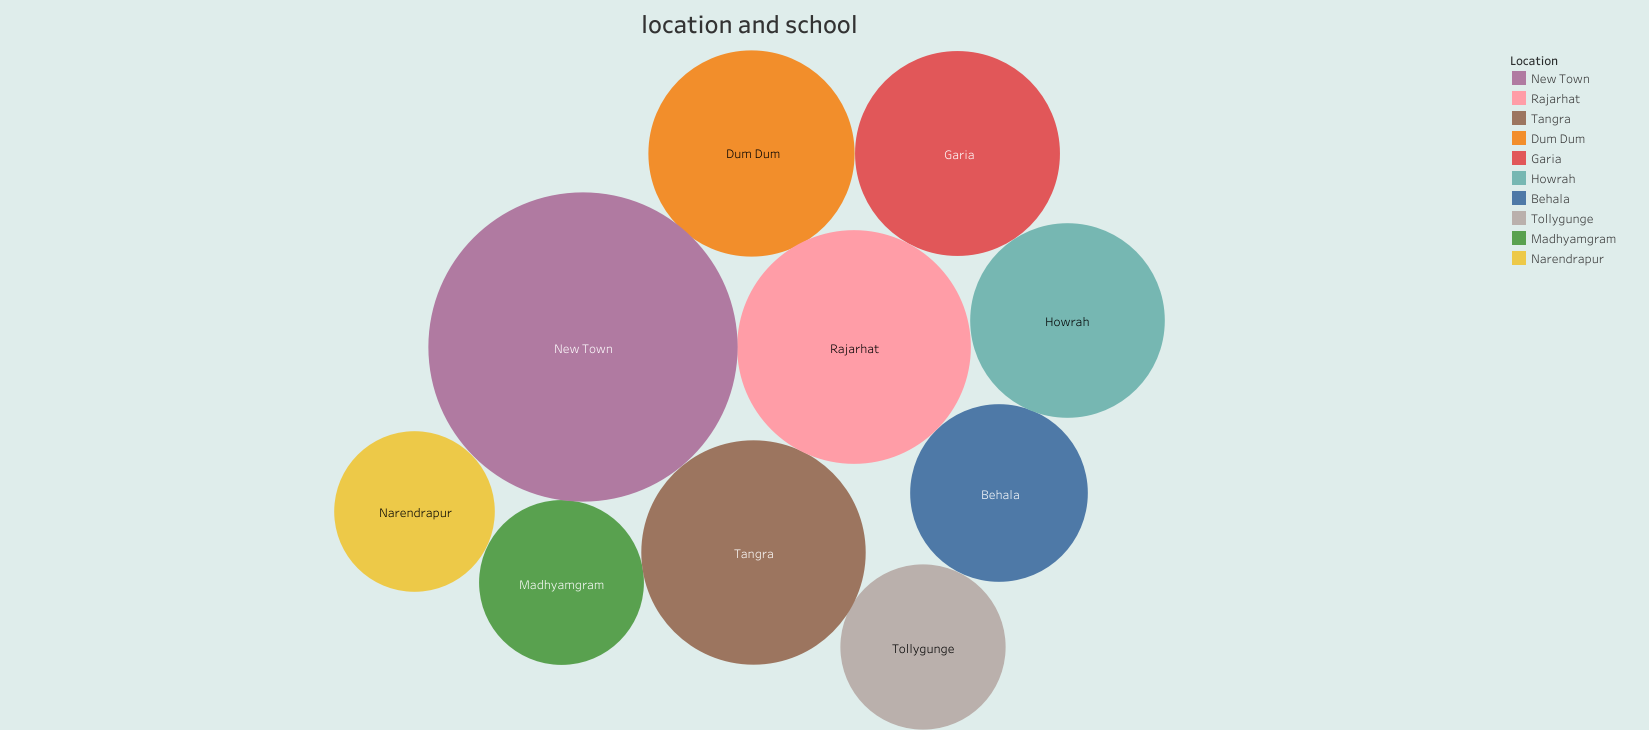 location and school
Dum Dum
Garia
New Town
Rajarhat
Howrah
Narendrapur
Madhyamgram
Tangra
Behala
Tollygunge
Location
New Town
Rajarhat
Tangra
Dum Dum
Garia
Howrah
Behala
Tollygunge
Madhyamgram
Narendrapur